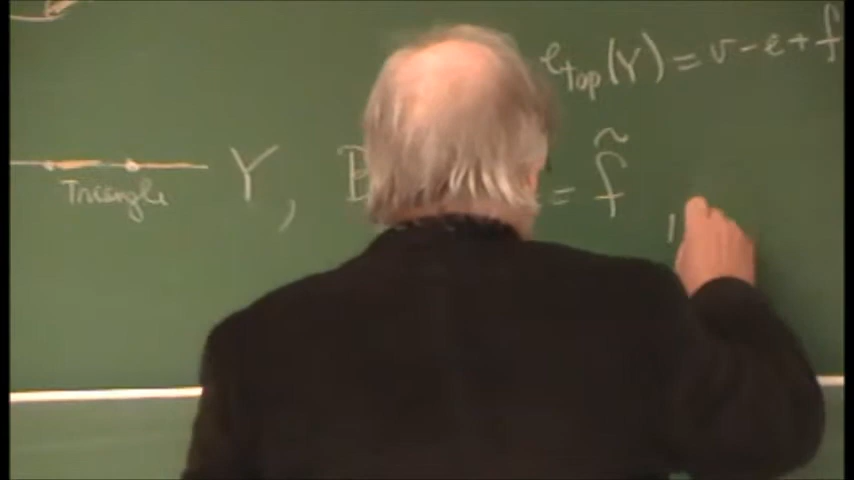 e_top(Y) = v - e + f
Triangle Y , B = f̃